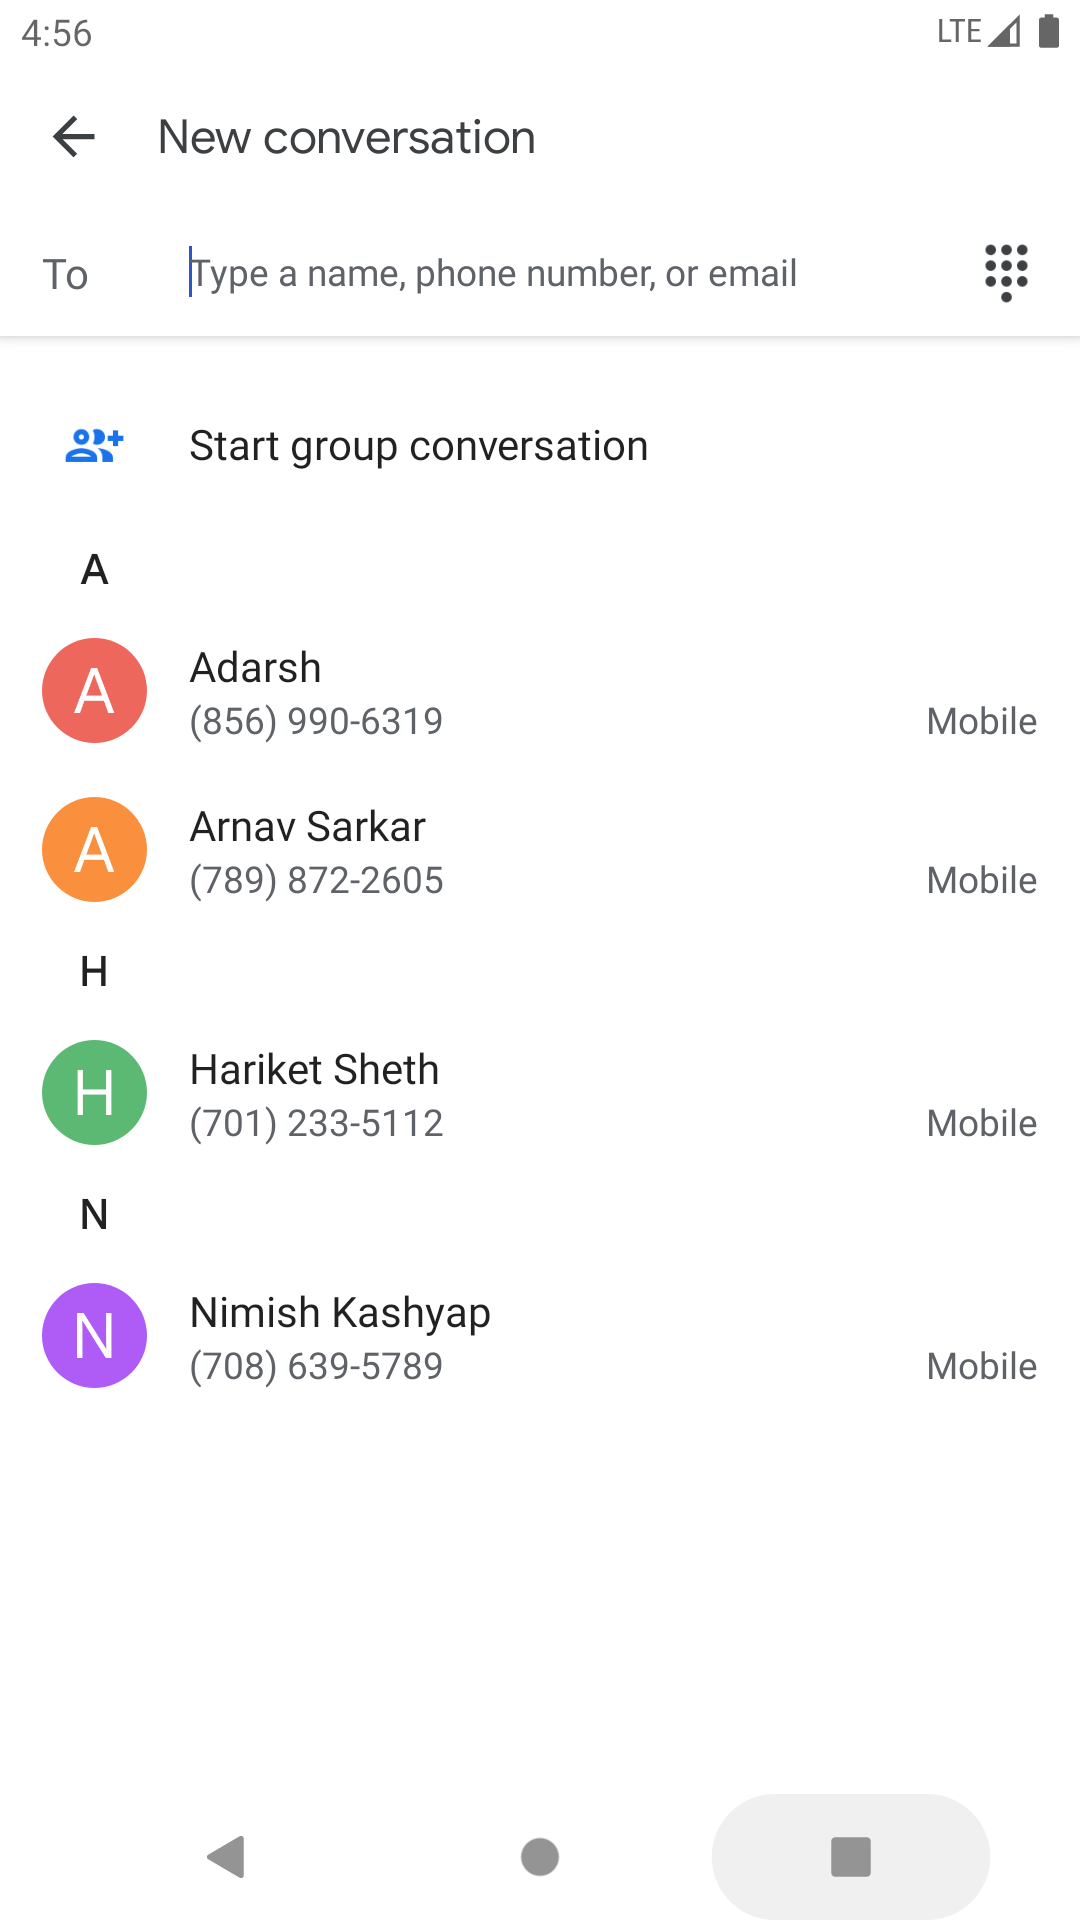 4:56 LTE
New conversation
To Type a name, phone number, or email
Start group conversation
A
A Adarsh
(856) 990-6319 Mobile
A Arnav Sarkar
(789) 872-2605 Mobile
H
H Hariket Sheth
(701) 233-5112 Mobile
N
N Nimish Kashyap
(708) 639-5789 Mobile